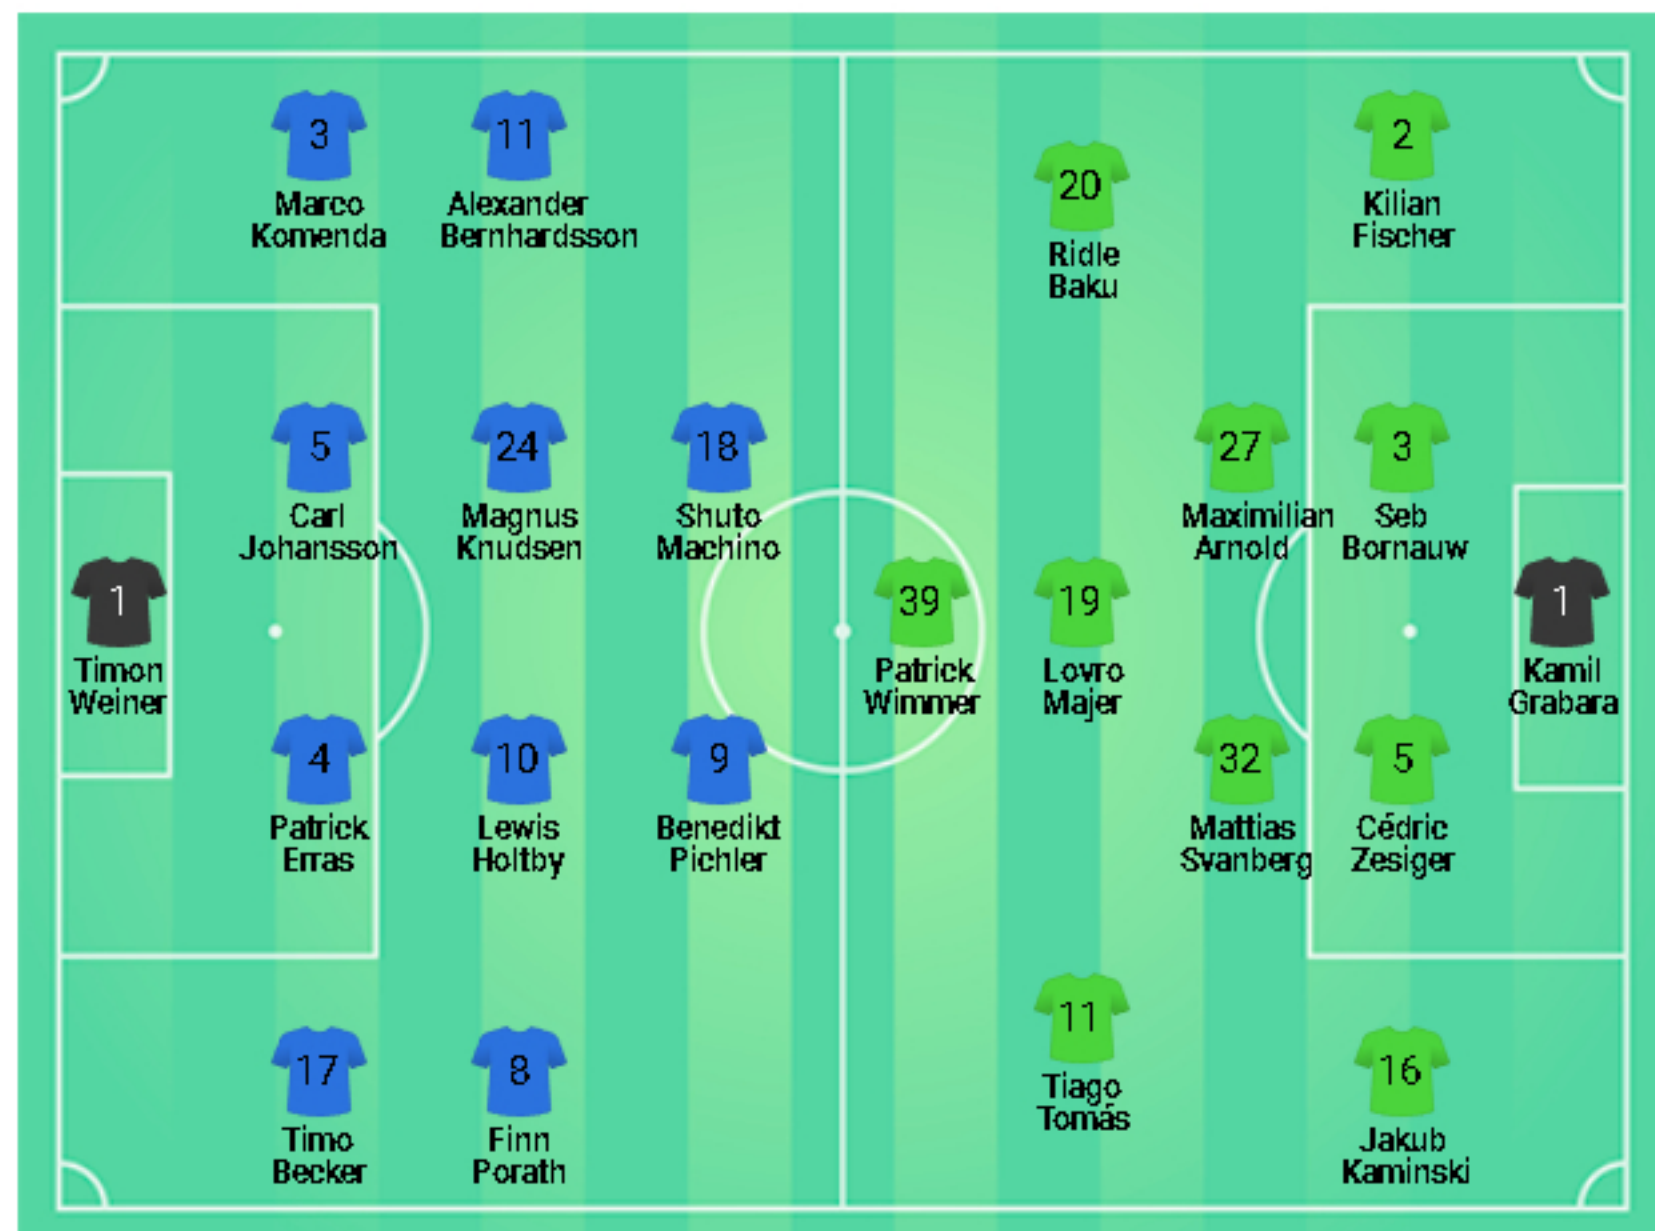 3
Marco
Komenda
11
Alexander
Bernhardsson
20
Ridle
Baku
2
Kilian
Fischer
5
Carl
Johansson
24
Magnus
Knudsen
18
Shuto
Machino
27
Maximilian
Arnold
3
Seb
Bornauw
1
Timon
Weiner
39
Patrick
Wimmer
19
Lovro
Majer
1
Kamil
Grabara
4
Patrick
Erras
10
Lewis
Holtby
9
Benedikt
Pichler
32
Mattias
Svanberg
5
Cédric
Zesiger
17
Timo
Becker
8
Finn
Porath
11
Tiago
Tomás
16
Jakub
Kaminski